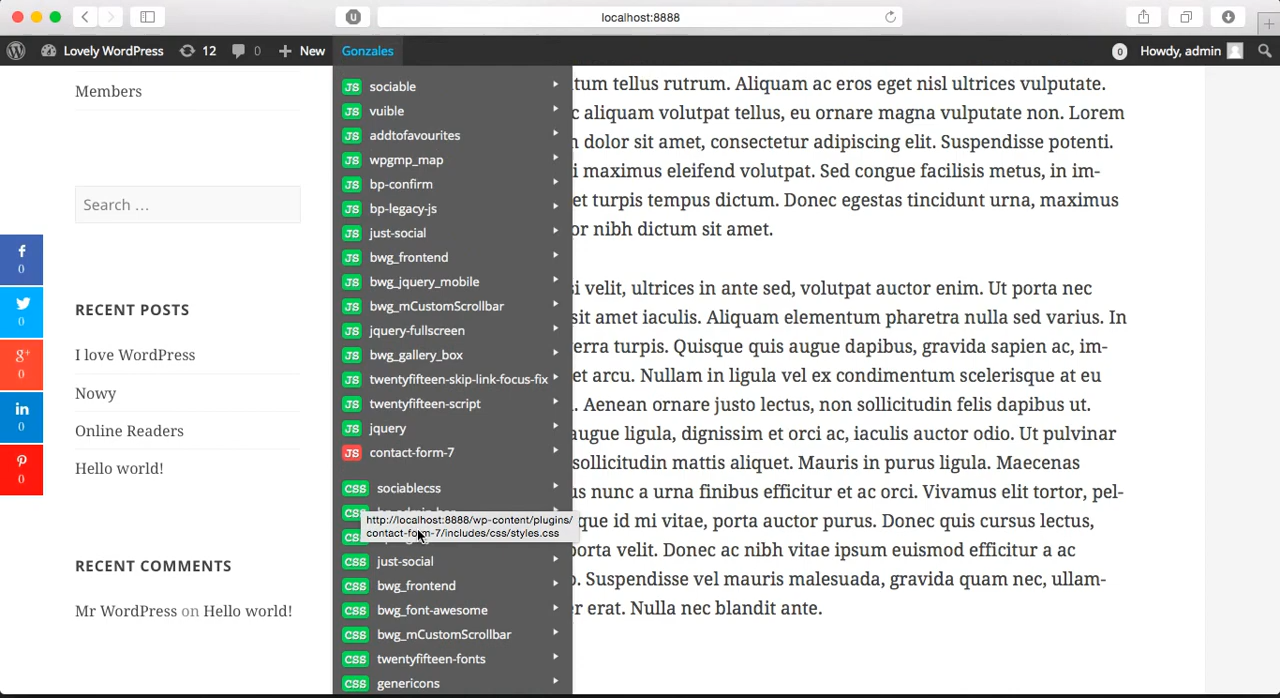 localhost:8888
Lovely WordPress 12 0 New Gonzales 0 Howdy, admin
Members
Search …
f
0
0
g+
0
in
0
0
RECENT POSTS
I love WordPress
Nowy
Online Readers
Hello world!
RECENT COMMENTS
Mr WordPress on Hello world!
JS sociable
JS vuible
JS addtofavourites
JS wpgmp_map
JS bp-confirm
JS bp-legacy-js
JS just-social
JS bwg_frontend
JS bwg_jquery_mobile
JS bwg_mCustomScrollbar
JS jquery-fullscreen
JS bwg_gallery_box
JS twentyfifteen-skip-link-focus-fix
JS twentyfifteen-script
JS jquery
JS contact-form-7
CSS sociablecss
CSS
http://localhost:8888/wp-content/plugins/
contact-form-7/includes/css/styles.css
CSS just-social
CSS bwg_frontend
CSS bwg_font-awesome
CSS bwg_mCustomScrollbar
CSS twentyfifteen-fonts
CSS genericons
tum tellus rutrum. Aliquam ac eros eget nisl ultrices vulputate.
c aliquam volutpat tellus, eu ornare magna vulputate non. Lorem
dolor sit amet, consectetur adipiscing elit. Suspendisse potenti.
maximus eleifend volutpat. Sed congue facilisis metus, in im-
et turpis tempus dictum. Donec egestas tincidunt urna, maximus
or nibh dictum sit amet.
si velit, ultrices in ante sed, volutpat auctor enim. Ut porta nec
sit amet iaculis. Aliquam elementum pharetra nulla sed varius. In
erra turpis. Quisque quis augue dapibus, gravida sapien ac, im-
et arcu. Nullam in ligula vel ex condimentum scelerisque at eu
. Aenean ornare justo lectus, non sollicitudin felis dapibus ut.
augue ligula, dignissim et orci ac, iaculis auctor odio. Ut pulvinar
sollicitudin mattis aliquet. Mauris in purus ligula. Maecenas
us nunc a urna finibus efficitur et ac orci. Vivamus elit tortor, pel-
que id mi vitae, porta auctor purus. Donec quis cursus lectus,
porta velit. Donec ac nibh vitae ipsum euismod efficitur a ac
. Suspendisse vel mauris malesuada, gravida quam nec, ullam-
er erat. Nulla nec blandit ante.